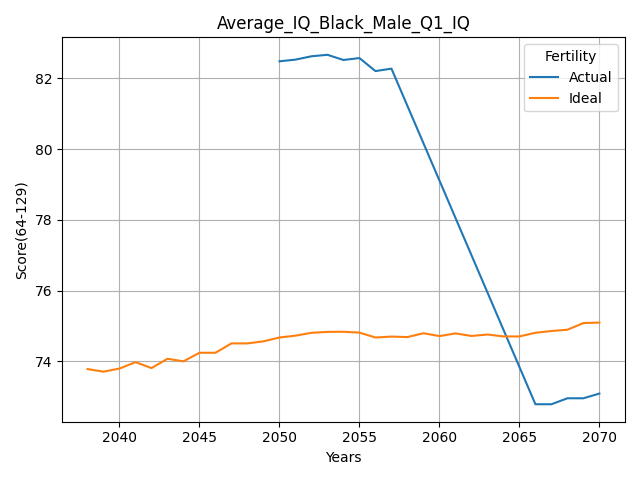 Average_IQ_Black_Male_Q1_IQ
Fertility
Actual
Ideal
Score(64-129)
82
80
78
76
74
2040 2045 2050 2055 2060 2065 2070
Years